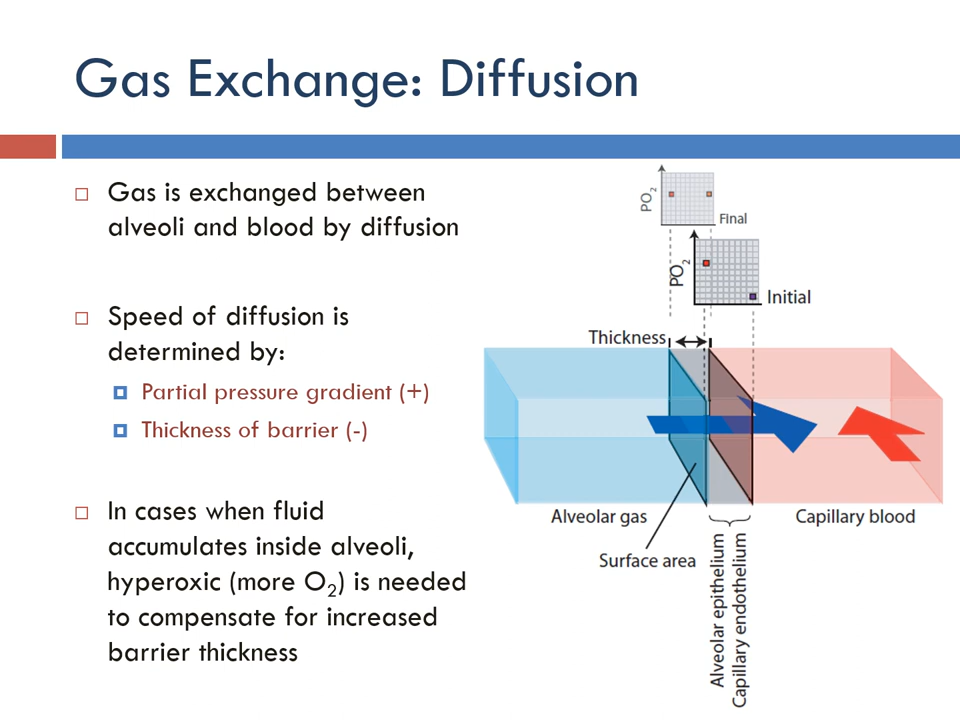 Gas Exchange: Diffusion
Gas is exchanged between
alveoli and blood by diffusion
Speed of diffusion is
determined by:
Partial pressure gradient (+)
Thickness of barrier (-)
In cases when fluid
accumulates inside alveoli,
hyperoxic (more O₂) is needed
to compensate for increased
barrier thickness
PO₂
Final
PO₂
Initial
Thickness
Alveolar gas
Capillary blood
Surface area
Alveolar epithelium
Capillary endothelium